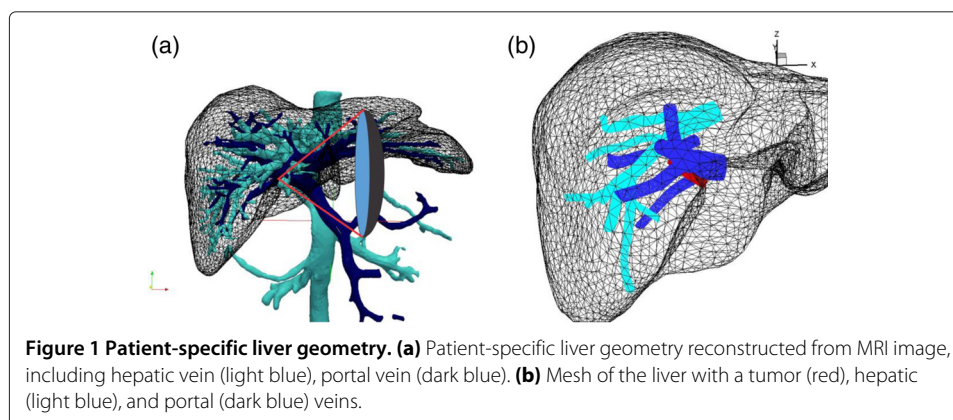 (a)
(b)
z
Y
x
Figure 1 Patient-specific liver geometry. (a) Patient-specific liver geometry reconstructed from MRI image,
including hepatic vein (light blue), portal vein (dark blue). (b) Mesh of the liver with a tumor (red), hepatic
(light blue), and portal (dark blue) veins.